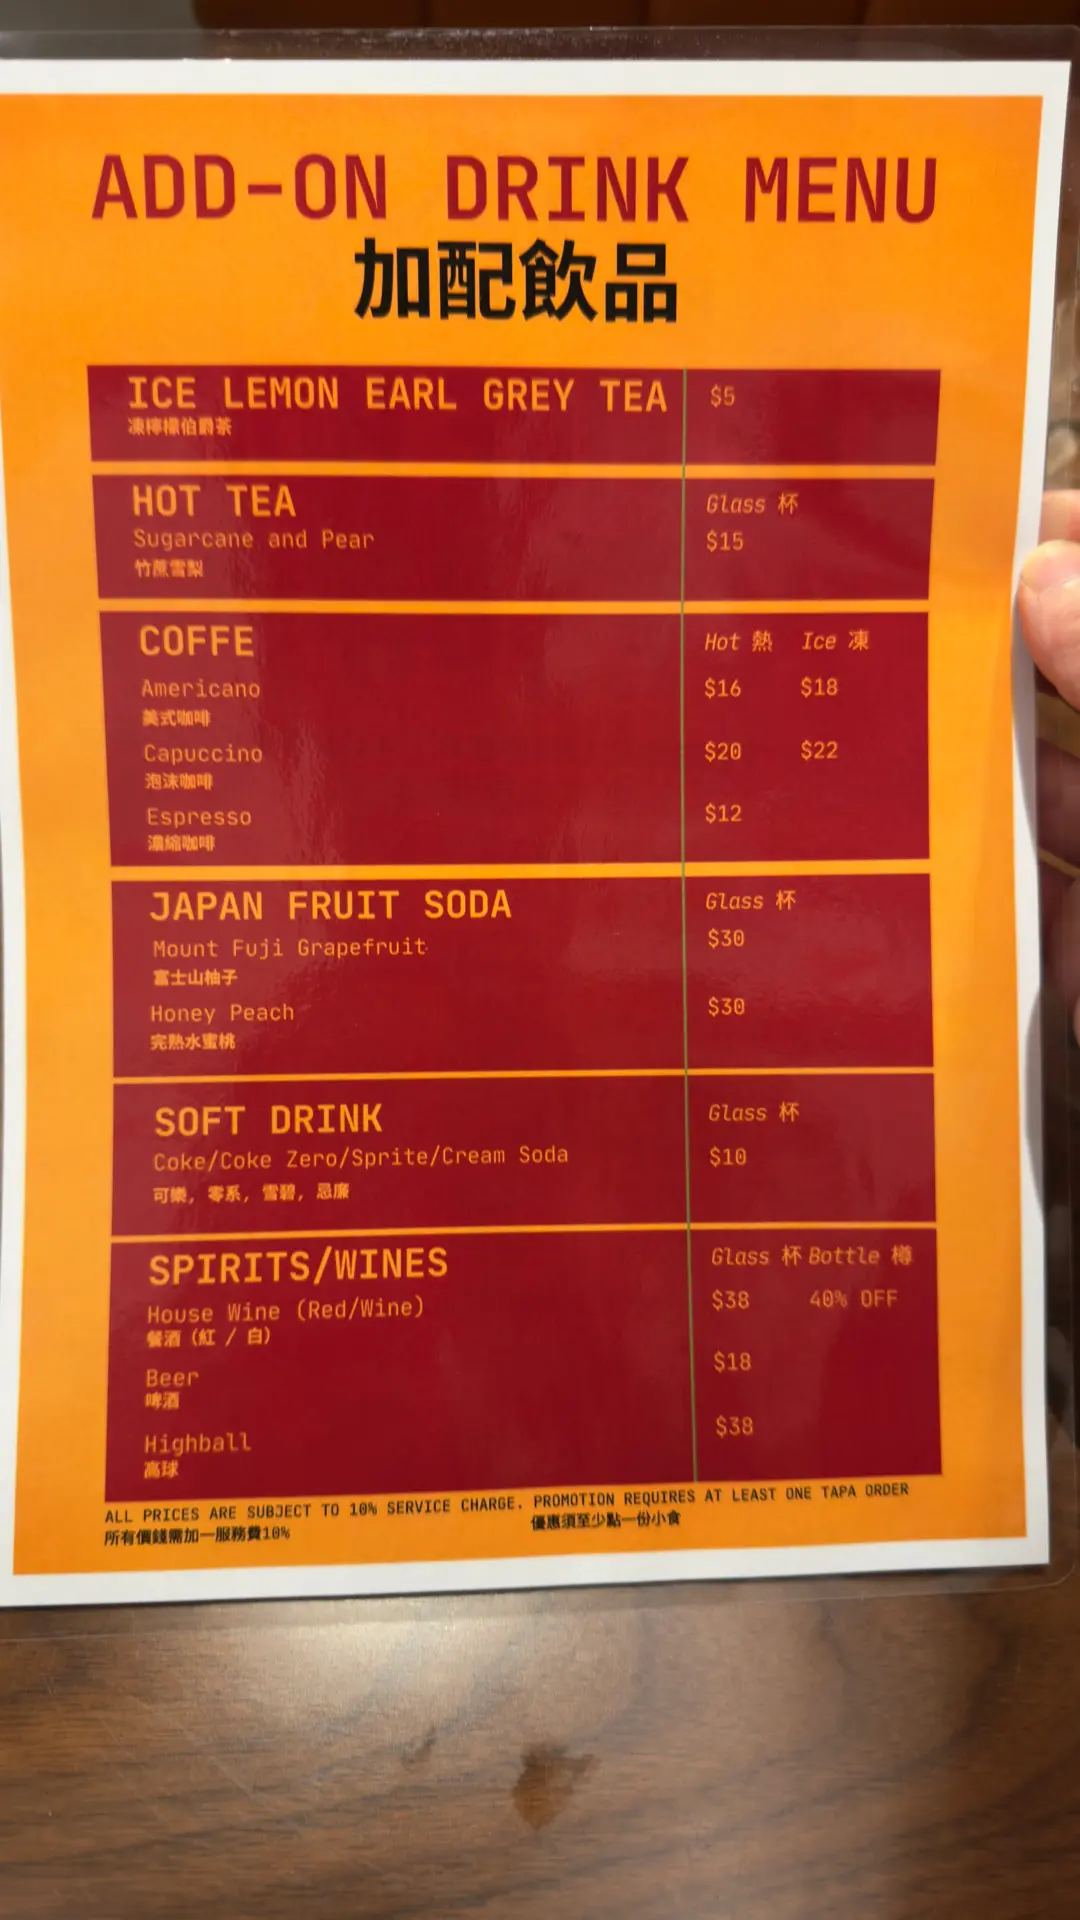 ADD-ON DRINK MENU
加配飲品
ICE LEMON EARL GREY TEA $5
凍檸檬伯爵茶
HOT TEA Glass 杯
Sugarcane and Pear $15
竹蔗雪梨
COFFE Hot 熱 Ice 凍
Americano $16 $18
美式咖啡
Capuccino $20 $22
泡沫咖啡
Espresso $12
濃縮咖啡
JAPAN FRUIT SODA Glass 杯
Mount Fuji Grapefruit $30
富士山柚子
Honey Peach $30
完熟水蜜桃
SOFT DRINK Glass 杯
Coke/Coke Zero/Sprite/Cream Soda $10
可樂, 零系, 雪碧, 忌廉
SPIRITS/WINES Glass 杯 Bottle 樽
House Wine (Red/Wine) $38 40% OFF
餐酒 (紅 / 白)
Beer $18
啤酒
Highball $38
高球
ALL PRICES ARE SUBJECT TO 10% SERVICE CHARGE. PROMOTION REQUIRES AT LEAST ONE TAPA ORDER
所有價錢需加一服務費10% 優惠須至少點一份小食